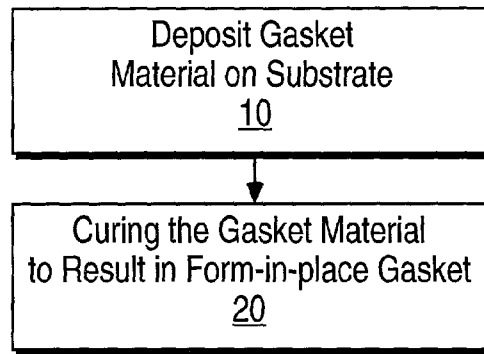 Deposit Gasket
Material on Substrate
10
Curing the Gasket Material
to Result in Form-in-place Gasket
20